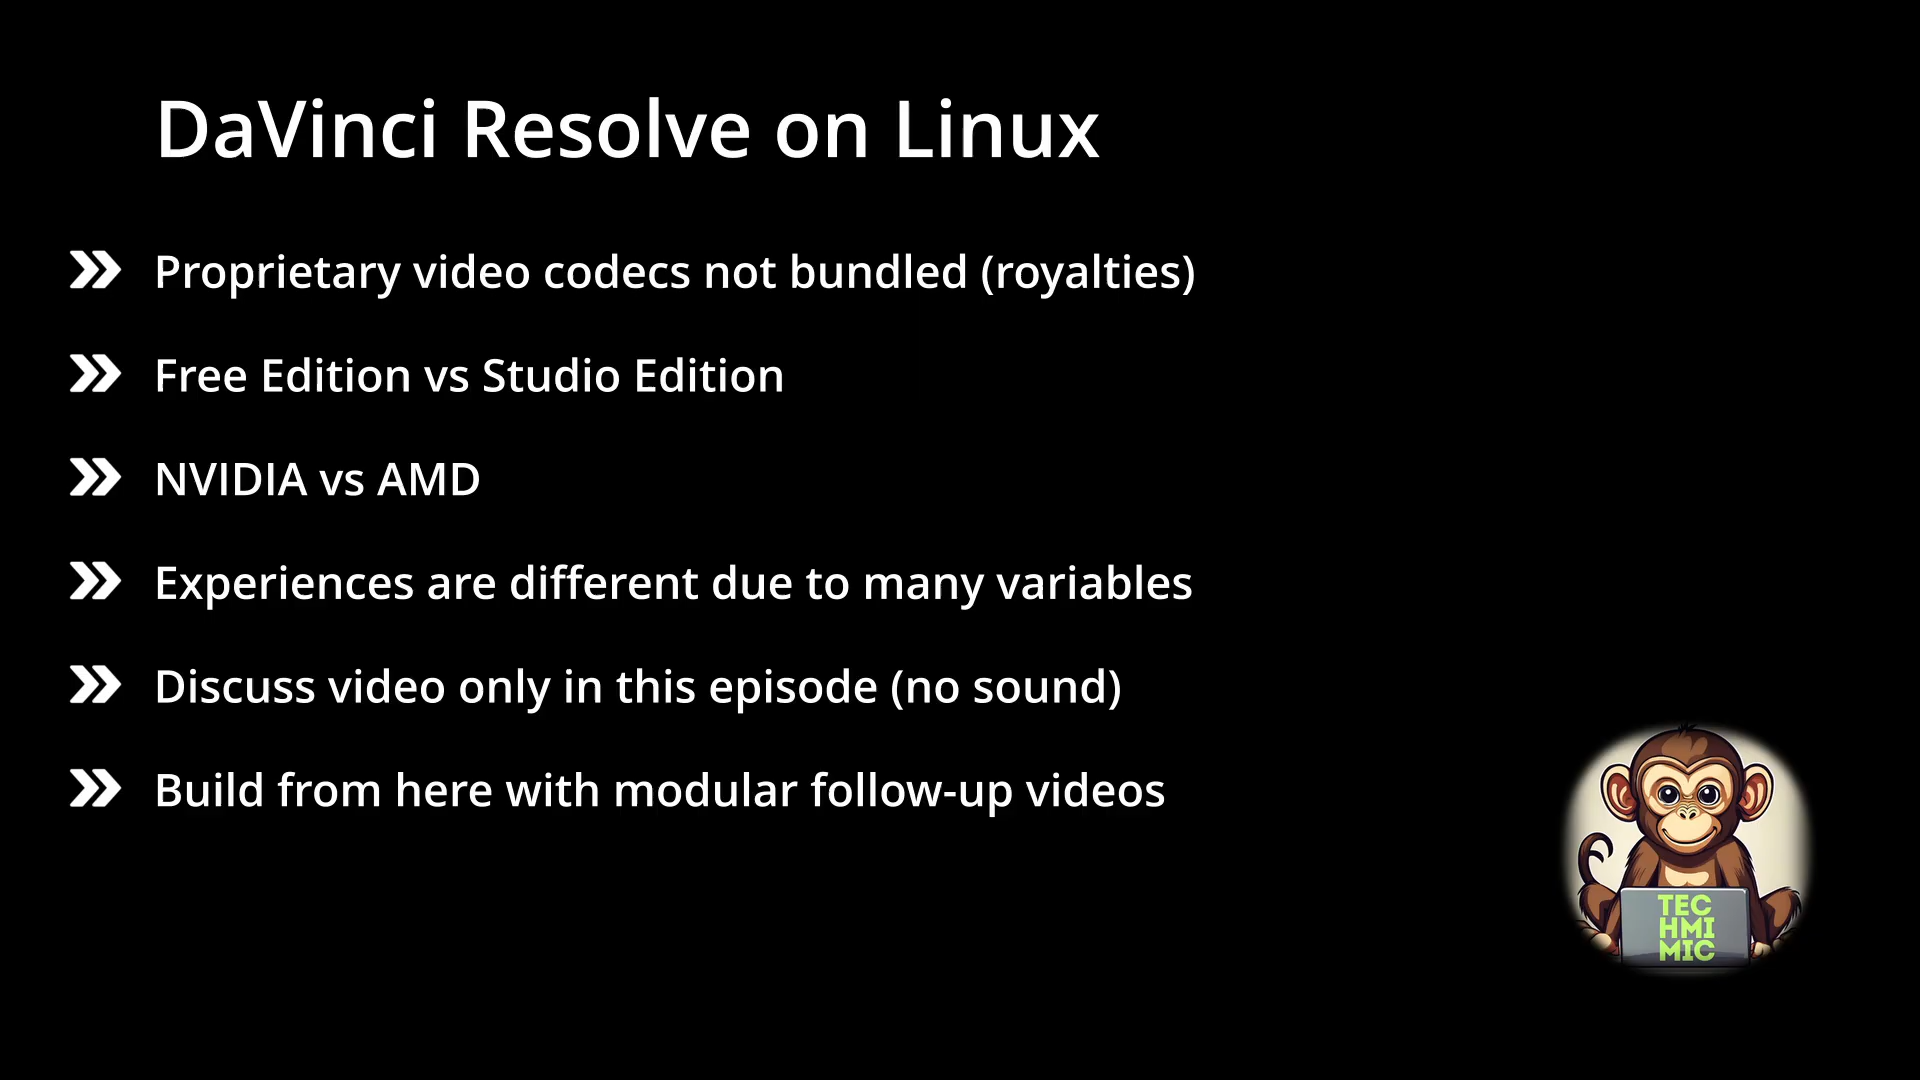 DaVinci Resolve on Linux
Proprietary video codecs not bundled (royalties)
Free Edition vs Studio Edition
NVIDIA vs AMD
Experiences are different due to many variables
Discuss video only in this episode (no sound)
Build from here with modular follow-up videos
TEC
HMI
MIC